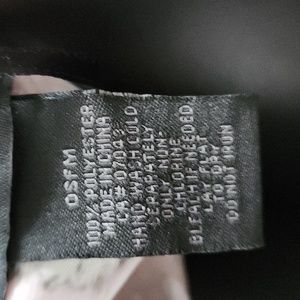 OSFM
100% POLYESTER
MADE IN CHINA
CA# 07043
HAND WASH COLD
SEPARATELY
ONLY NON-
CHLORINE
BLEACH IF NEEDED
LAY FLAT
TO DRY
DO NOT IRON